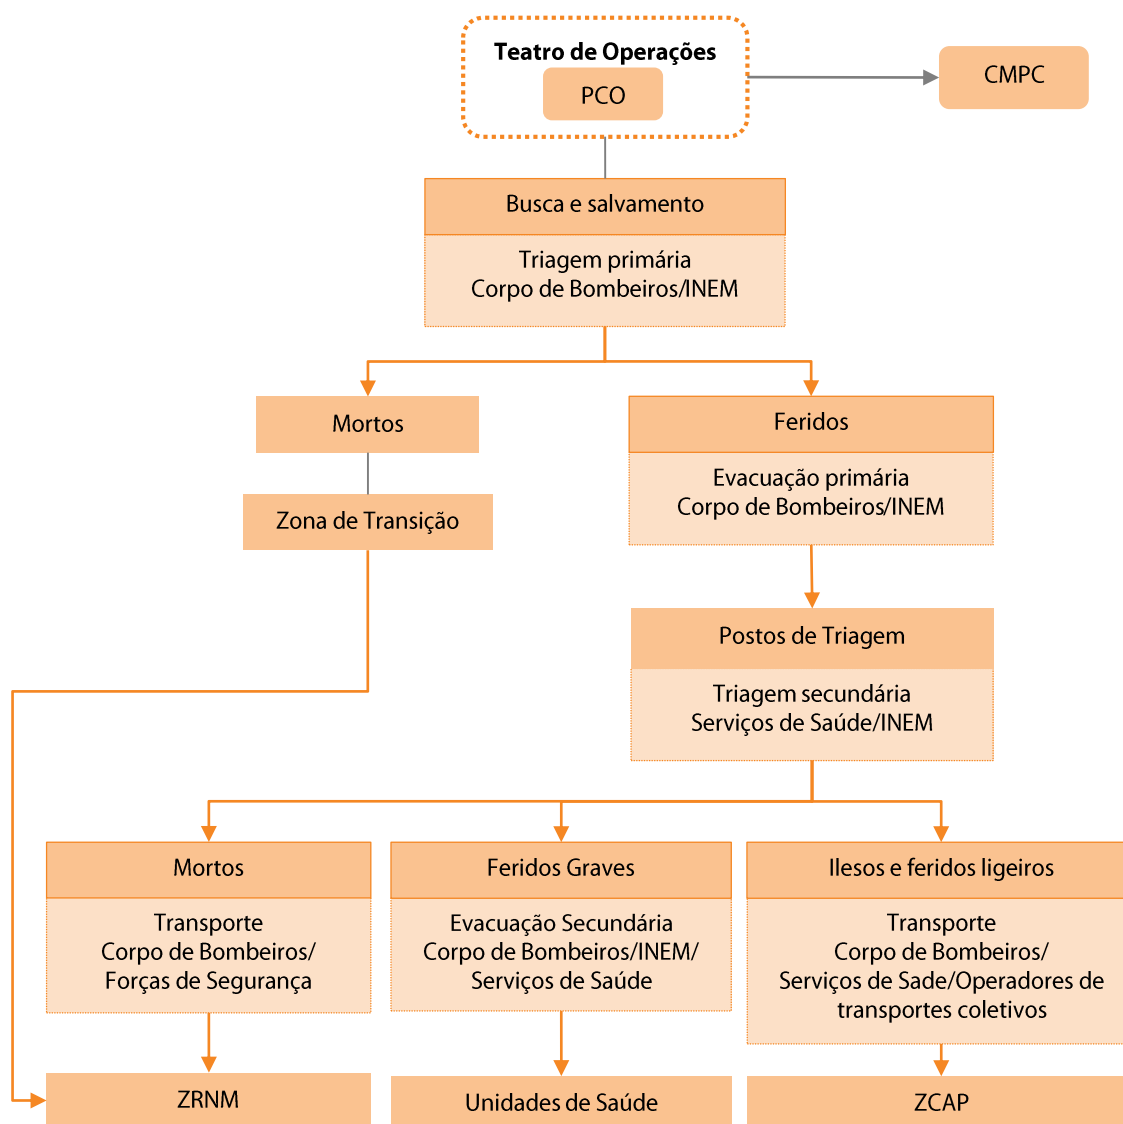 Teatro de Operações
PCO
CMPC
Busca e salvamento
Triagem primária
Corpo de Bombeiros/INEM
Mortos
Zona de Transição
Feridos
Evacuação primária
Corpo de Bombeiros/INEM
Postos de Triagem
Triagem secundária
Serviços de Saúde/INEM
Mortos
Transporte
Corpo de Bombeiros/
Forças de Segurança
Feridos Graves
Evacuação Secundária
Corpo de Bombeiros/INEM/
Serviços de Saúde
Ilesos e feridos ligeiros
Transporte
Corpo de Bombeiros/
Serviços de Sade/Operadores de
transportes coletivos
ZRNM
Unidades de Saúde
ZCAP